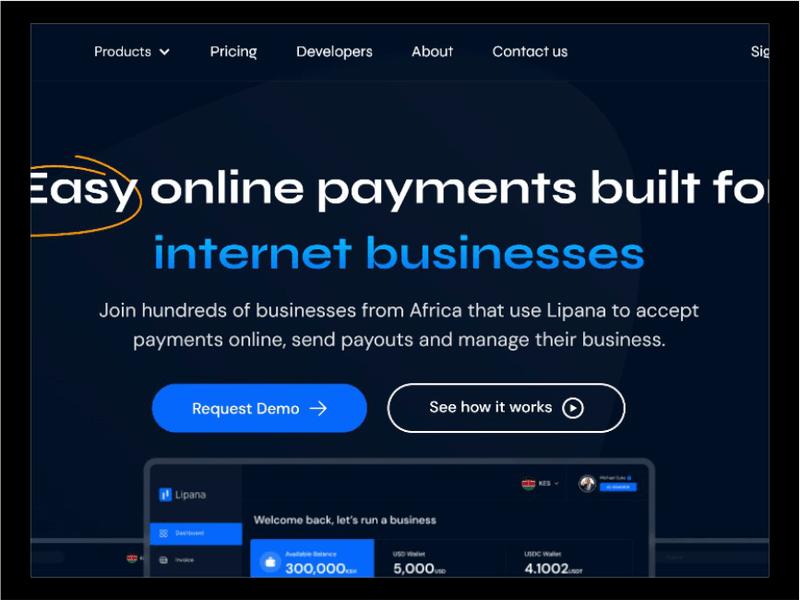 Products Pricing Developers About Contact us Sig
Easy online payments built for
internet businesses
Join hundreds of businesses from Africa that use Lipana to accept
payments online, send payouts and manage their business.
Request Demo
See how it works
Lipana
KES
Welcome back, let's run a business
Dashboard
Invoice
Available Balance
300,000KSH
USD Wallet
5,000USD
USDC Wallet
4.1002USDT